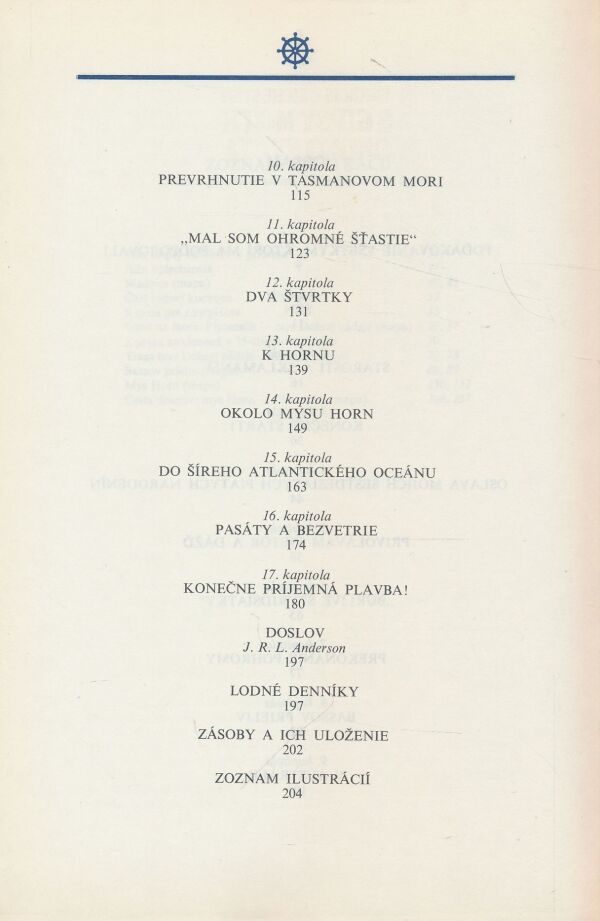 10. kapitola
PREVRHNUTIE V TASMANOVOM MORI
115
11. kapitola
„MAL SOM OHROMNÉ ŠŤASTIE“
123
12. kapitola
DVA ŠTVRTKY
131
13. kapitola
K HORNU
139
14. kapitola
OKOLO MYSU HORN
149
15. kapitola
DO ŠÍREHO ATLANTICKÉHO OCEÁNU
163
16. kapitola
PASÁTY A BEZVETRIE
174
17. kapitola
KONEČNE PRÍJEMNÁ PLAVBA!
180
DOSLOV
J. R. L. Anderson
197
LODNÉ DENNÍKY
197
ZÁSOBY A ICH ULOŽENIE
202
ZOZNAM ILUSTRÁCIÍ
204